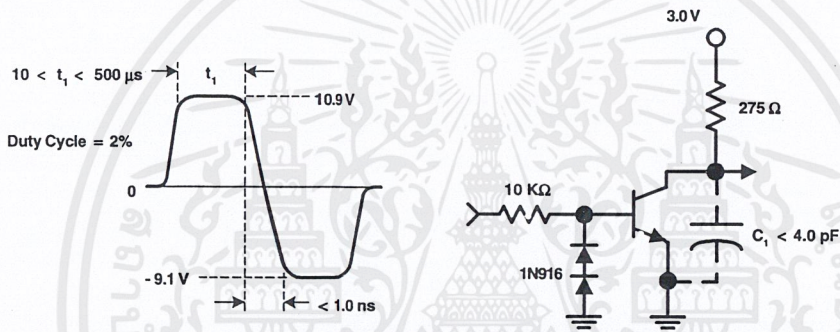 3.0 V
10 < t1 < 500 µs
t1
10.9 V
275 Ω
Duty Cycle = 2%
0
10 KΩ
C1 < 4.0 pF
1N916
- 9.1 V
< 1.0 ns